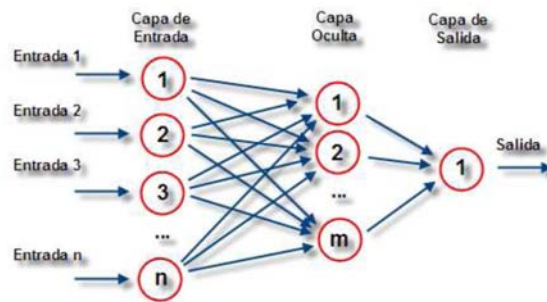 Capa de
Entrada
Capa
Oculta
Capa de
Salida
Entrada 1
1
Entrada 2
2
Entrada 3
3
...
Entrada n
n
1
2
...
m
1
Salida